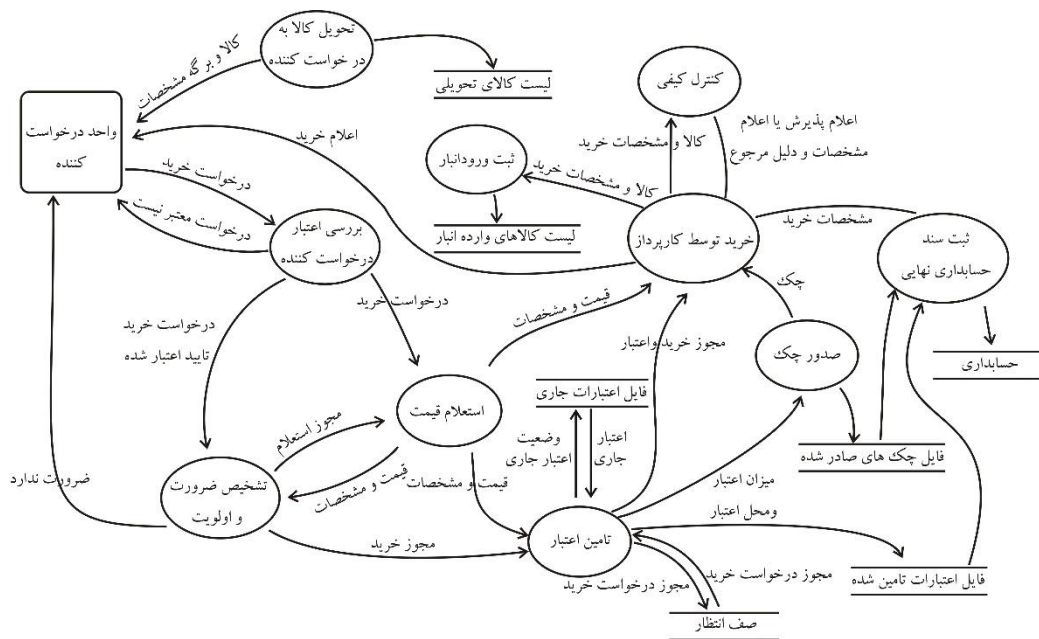 تحویل کالا به
در خواست کننده
کالا و بر گه مشخصات
لیست کالای تحویلی
کنترل کیفی
واحد درخواست
کننده
اعلام خرید
ثبت ورودانبار
کالا و مشخصات خرید
کالا و مشخصات خرید
اعلام پذیرش یا اعلام
مشخصات و دلیل مرجوع
درخواست خرید
درخواست معتبر نیست
لیست کالاهای وارده انبار
بررسی اعتبار
درخواست کننده
خرید توسط کارپرداز
مشخصات خرید
ثبت سند
حسابداری نهایی
چک
درخواست خرید
قیمت و مشخصات
درخواست خرید
تایید اعتبار شده
مجوز خرید واعتبار
صدور چک
حسابداری
استعلام قیمت
فایل اعتبارات جاری
مجوز استعلام
وضعیت
اعتبار جاری
اعتبار
جاری
فایل چک های صادر شده
ضرورت ندارد
تشخیص ضرورت
و اولویت
قیمت و مشخصات
قیمت و مشخصات
میزان اعتبار
ومحل اعتبار
مجوز خرید
تامین اعتبار
مجوز درخواست خرید
مجوز درخواست خرید
فایل اعتبارات تامین شده
صف انتظار